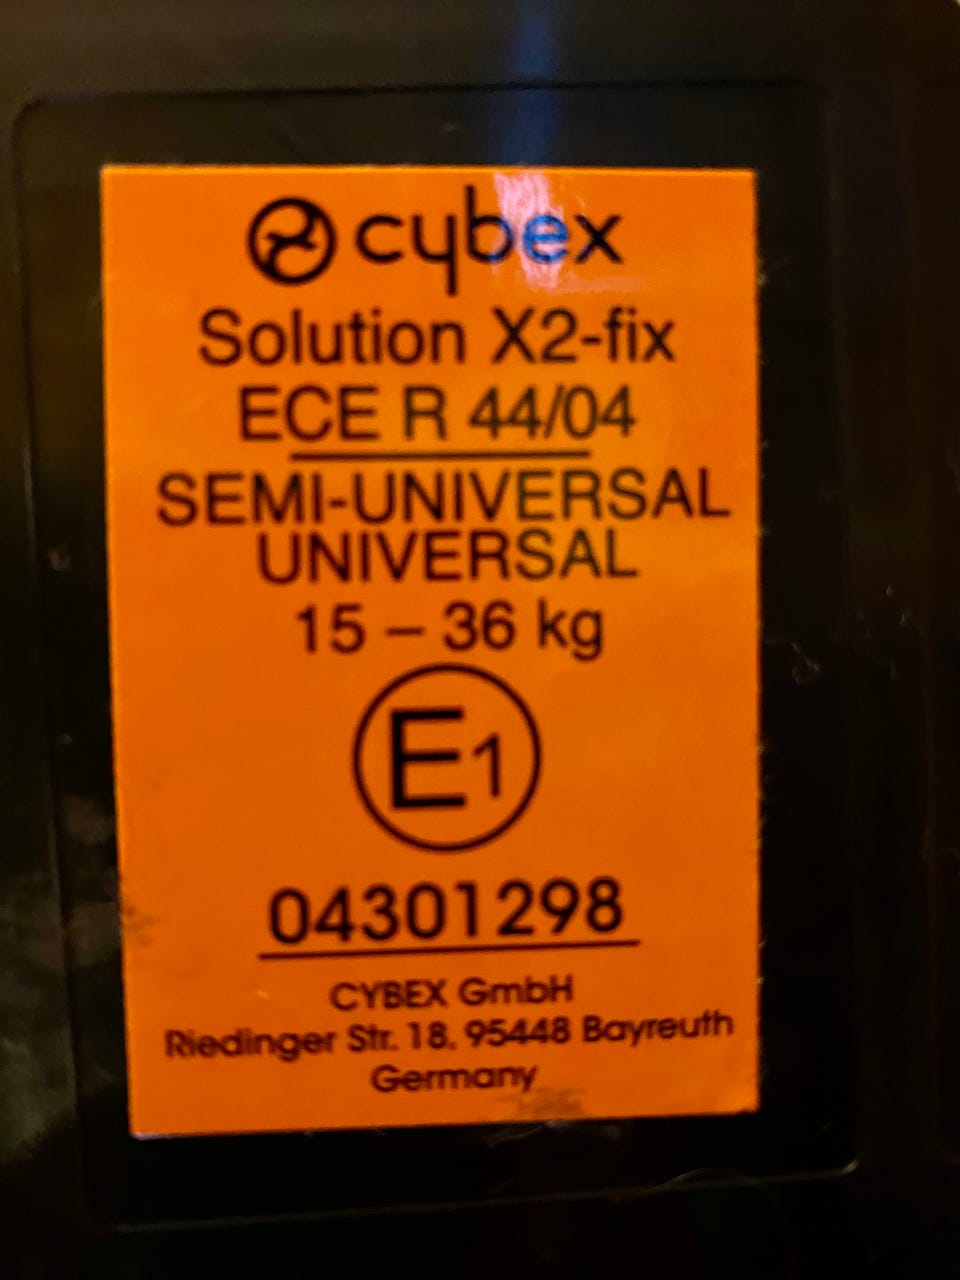 cybex
Solution X2-fix
ECE R 44/04
SEMI-UNIVERSAL
UNIVERSAL
15 – 36 kg
E1
04301298
CYBEX GmbH
Riedinger Str. 18, 95448 Bayreuth
Germany